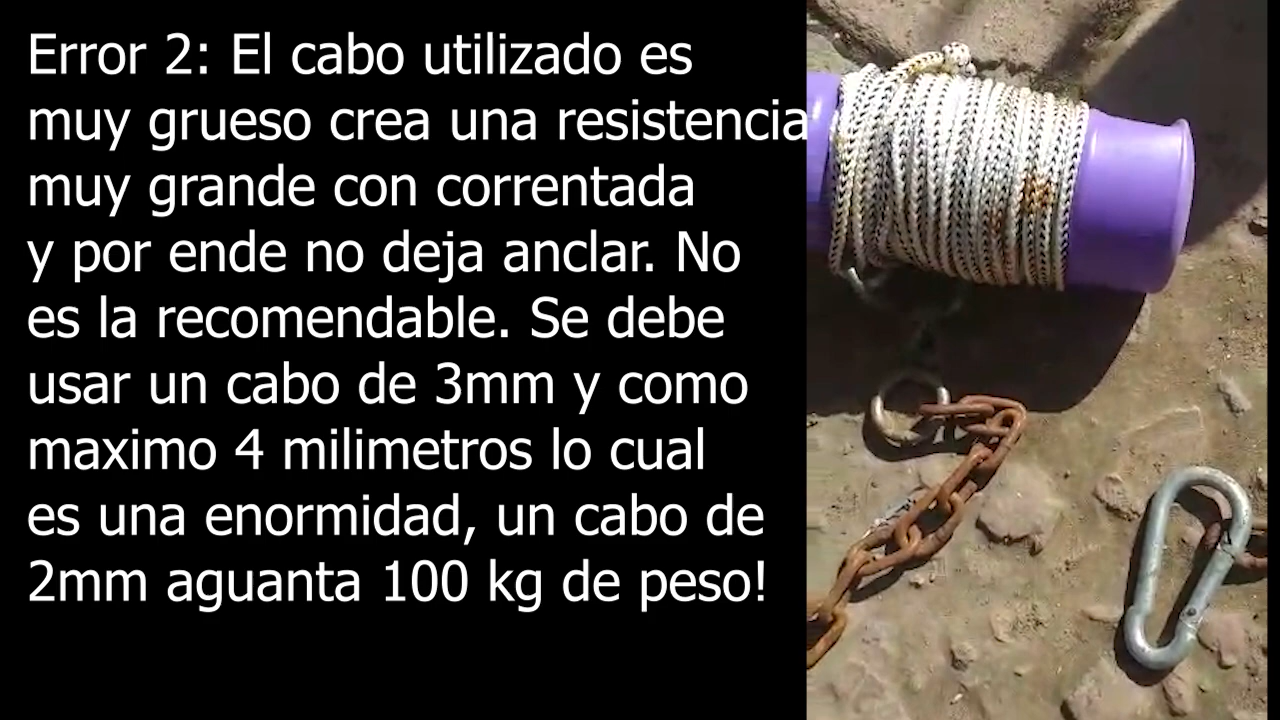 Error 2: El cabo utilizado es
muy grueso crea una resistencia
muy grande con correntada
y por ende no deja anclar. No
es la recomendable. Se debe
usar un cabo de 3mm y como
maximo 4 milimetros lo cual
es una enormidad, un cabo de
2mm aguanta 100 kg de peso!